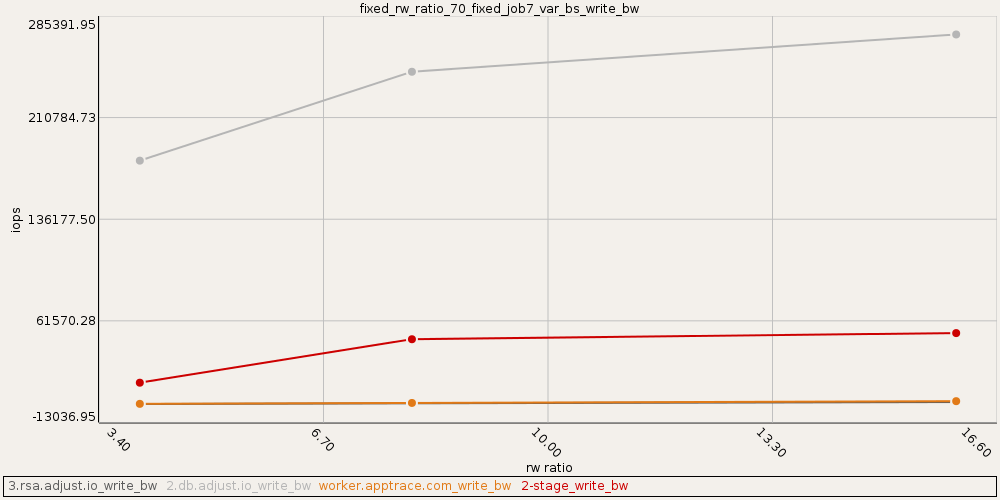 fixed_rw_ratio_70_fixed_job7_var_bs_write_bw
285391.95
210784.73
136177.50
61570.28
-13036.95
iops
3.40
6.70
10.00
13.30
16.60
rw ratio
3.rsa.adjust.io_write_bw 2.db.adjust.io_write_bw worker.apptrace.com_write_bw 2-stage_write_bw